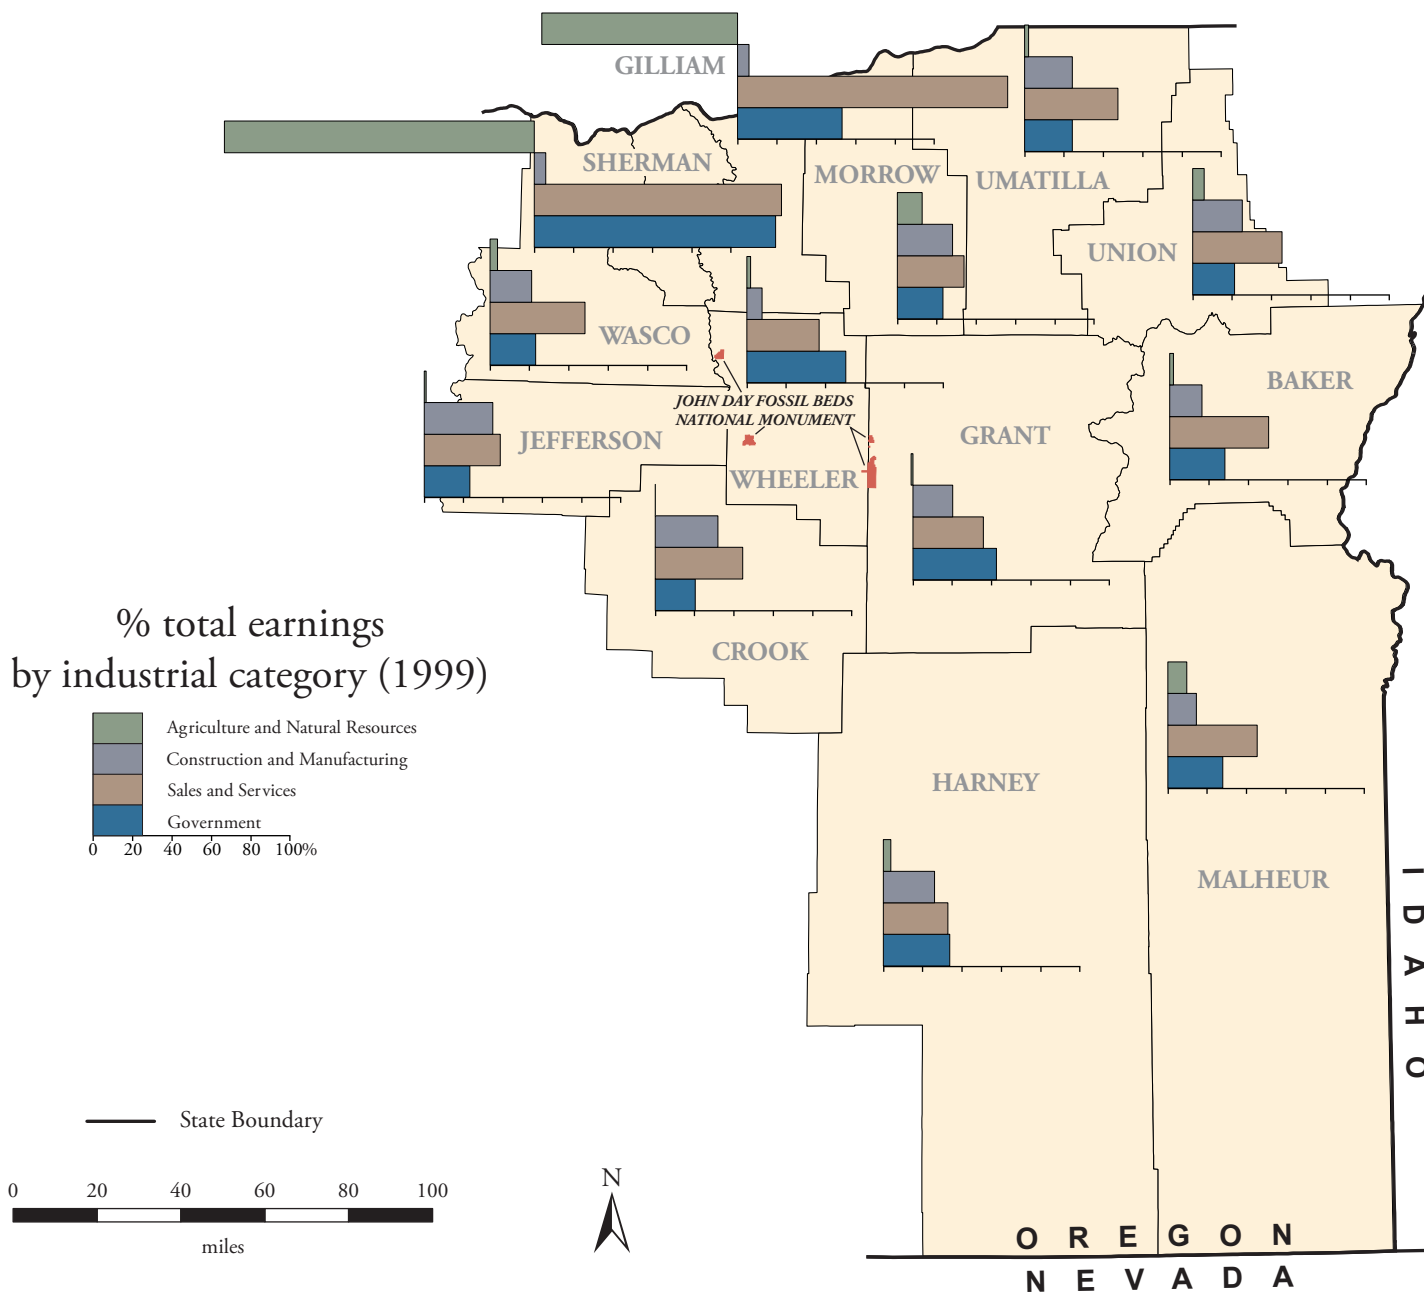 GILLIAM
SHERMAN
MORROW
UMATILLA
UNION
WASCO
BAKER
JOHN DAY FOSSIL BEDS
NATIONAL MONUMENT
JEFFERSON
GRANT
WHEELER
CROOK
% total earnings
by industrial category (1999)
Agriculture and Natural Resources
Construction and Manufacturing
Sales and Services
Government
0 20 40 60 80 100%
HARNEY
MALHEUR
IDAHO
State Boundary
0 20 40 60 80 100
miles
N
OREGON
NEVADA